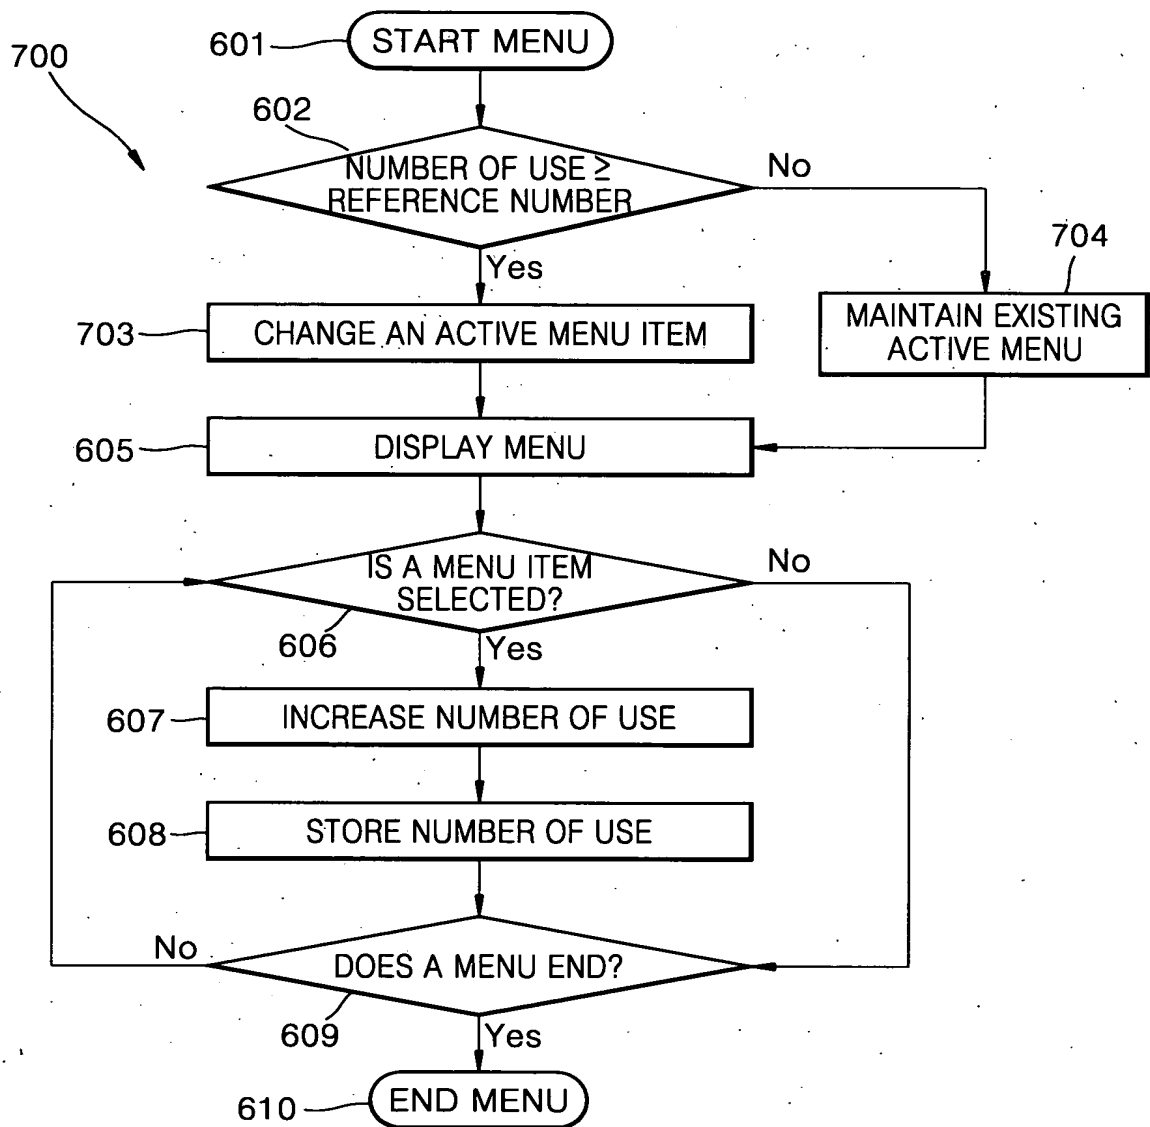 START MENU
601
700
602
NUMBER OF USE ≥
REFERENCE NUMBER
No
Yes
704
703
CHANGE AN ACTIVE MENU ITEM
MAINTAIN EXISTING
ACTIVE MENU
605
DISPLAY MENU
IS A MENU ITEM
SELECTED?
No
606
Yes
607
INCREASE NUMBER OF USE
608
STORE NUMBER OF USE
No
DOES A MENU END?
609
Yes
610
END MENU